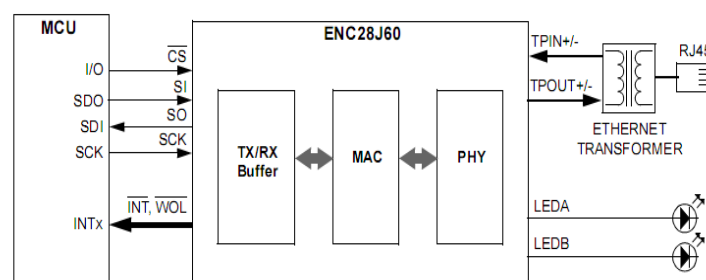 MCU
ENC28J60
I/O
CS
SDO
SI
SDI
SO
SCK
SCK
INTx
INT, WOL
TX/RX
Buffer
MAC
PHY
TPIN+/-
TPOUT+/-
RJ45
ETHERNET
TRANSFORMER
LEDA
LEDB